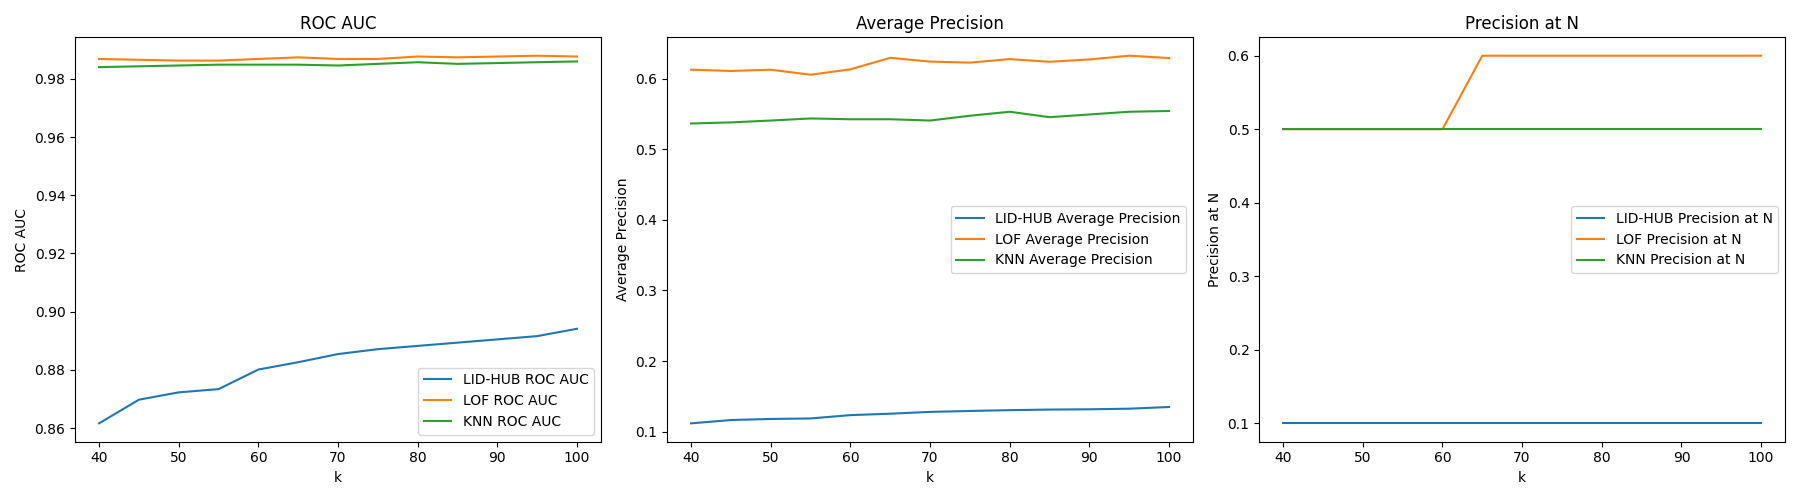 ROC AUC
ROC AUC
0.98
0.96
0.94
0.92
0.90
0.88
0.86
40 50 60 70 80 90 100
k
LID-HUB ROC AUC
LOF ROC AUC
KNN ROC AUC
Average Precision
Average Precision
0.6
0.5
0.4
0.3
0.2
0.1
40 50 60 70 80 90 100
k
LID-HUB Average Precision
LOF Average Precision
KNN Average Precision
Precision at N
Precision at N
0.6
0.5
0.4
0.3
0.2
0.1
40 50 60 70 80 90 100
k
LID-HUB Precision at N
LOF Precision at N
KNN Precision at N